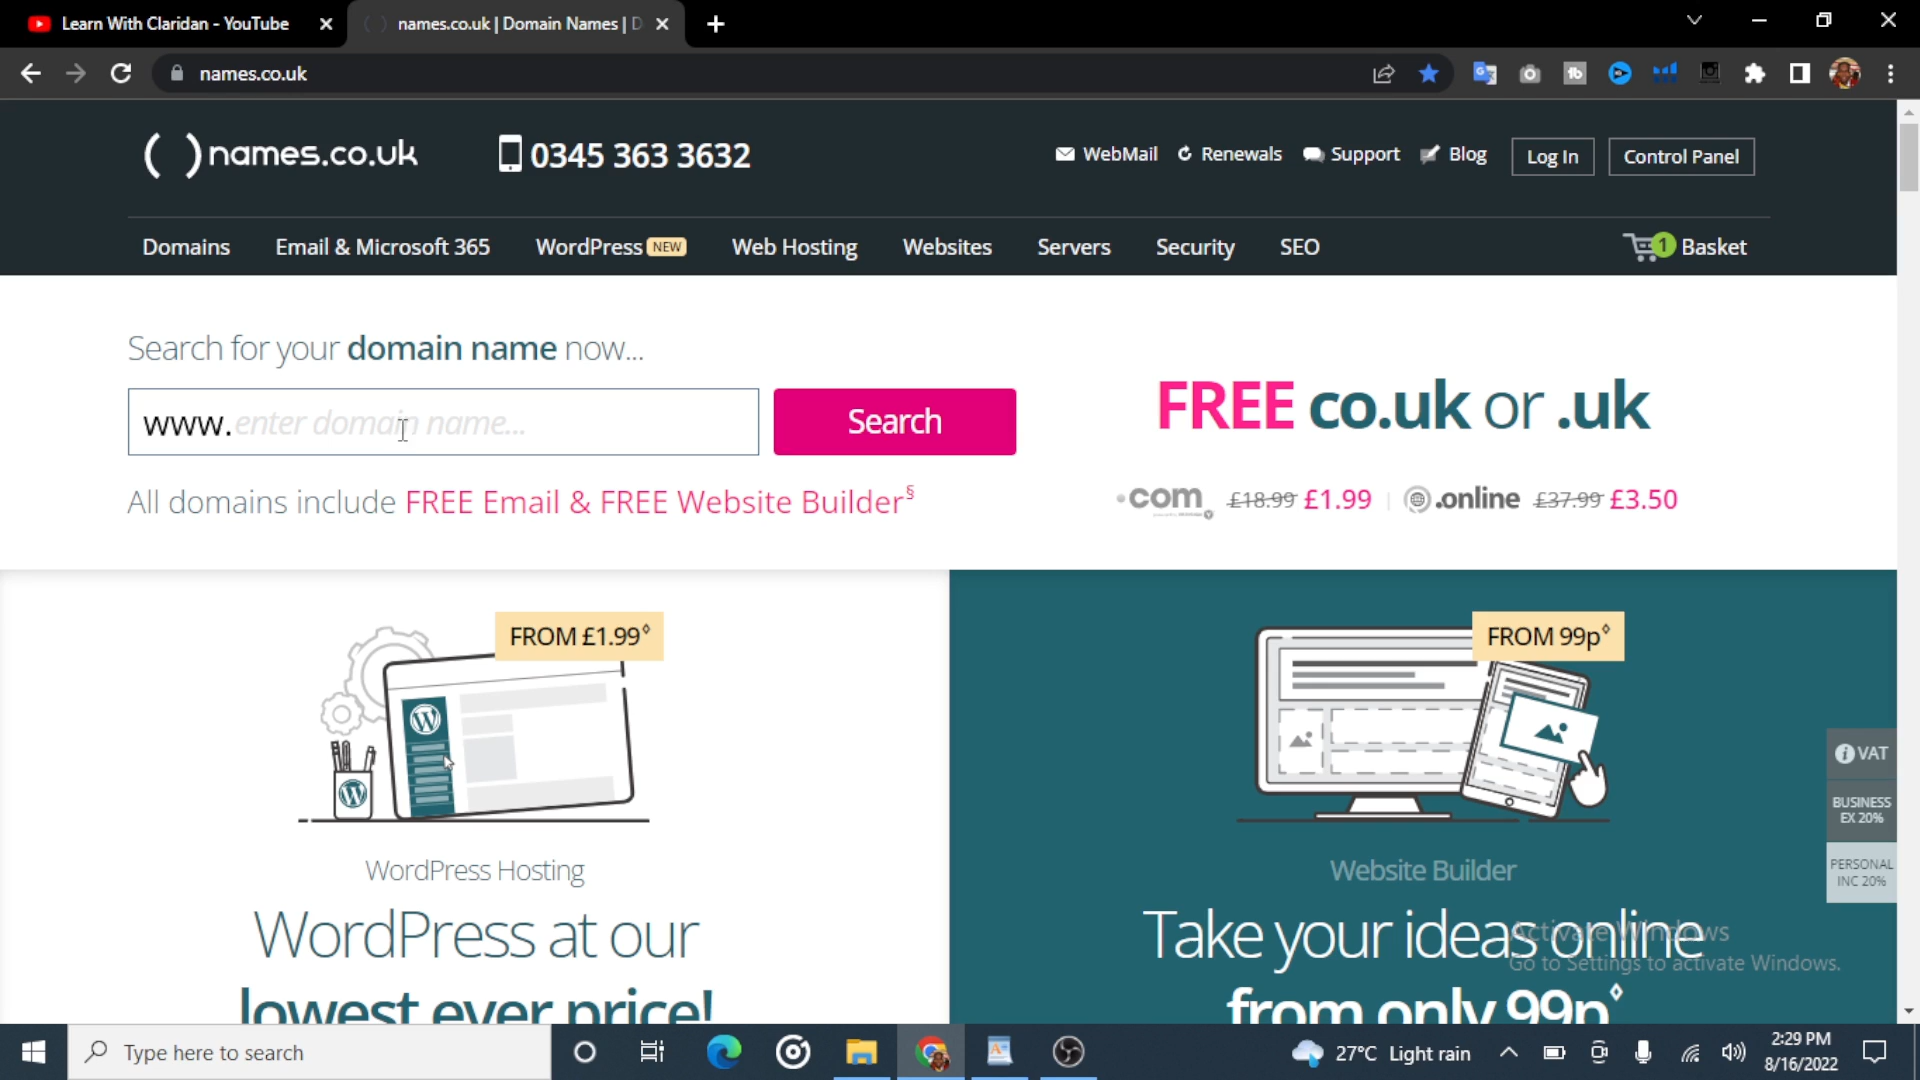 Learn With Claridan - YouTube
names.co.uk | Domain Names | D
names.co.uk
names.co.uk
0345 363 3632
WebMail
Renewals
Support
Blog
Log In
Control Panel
Domains
Email & Microsoft 365
WordPress NEW
Web Hosting
Websites
Servers
Security
SEO
1 Basket
Search for your domain name now...
www. enter domain name...
Search
FREE co.uk or .uk
All domains include FREE Email & FREE Website Builder§
.com £18.99 £1.99 | .online £37.99 £3.50
FROM £1.99◊
FROM 99p◊
VAT
BUSINESS
EX 20%
PERSONAL
INC 20%
WordPress Hosting
Website Builder
WordPress at our
Take your ideas online
Activate Windows
Go to Settings to activate Windows.
lowest ever price!
from only 99p◊
Type here to search
27°C Light rain
2:29 PM
8/16/2022